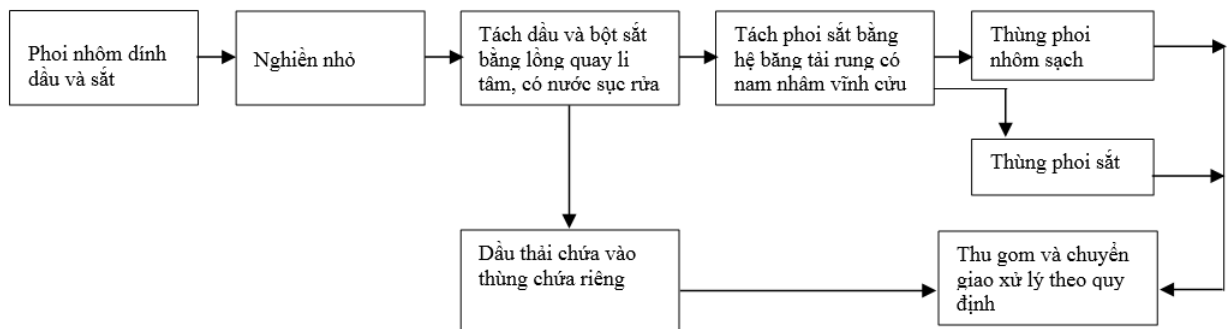 Phoi nhôm dính
dầu và sắt
Nghiền nhỏ
Tách dầu và bột sắt
bằng lồng quay li
tâm, có nước sục rửa
Tách phoi sắt bằng
hệ băng tải rung có
nam nhâm vĩnh cửu
Thùng phoi
nhôm sạch
Thùng phoi sắt
Dầu thải chứa vào
thùng chứa riêng
Thu gom và chuyển
giao xử lý theo quy
định